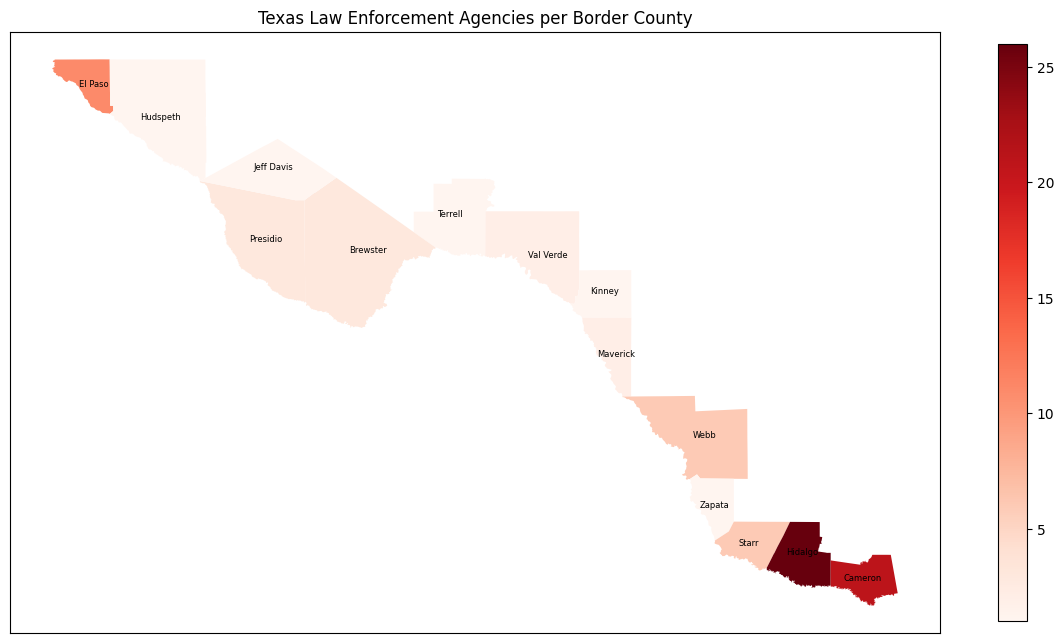 Texas Law Enforcement Agencies per Border County
25
El Paso
Hudspeth
Jeff Davis
20
Terrell
Presidio
Brewster
Val Verde
15
Kinney
Maverick
10
Webb
Zapata
5
Starr
Hidalgo
Cameron